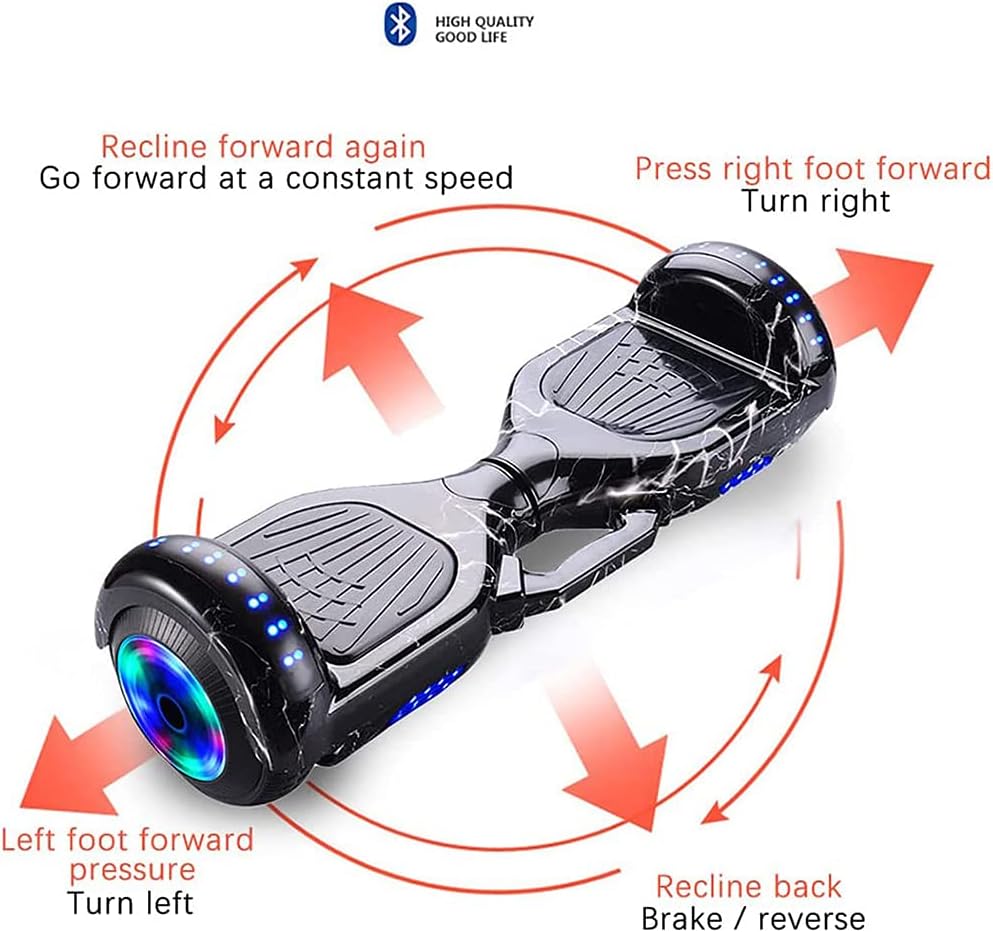 HIGH QUALITY
GOOD LIFE
Recline forward again
Go forward at a constant speed
Press right foot forward
Turn right
Left foot forward
pressure
Turn left
Recline back
Brake / reverse